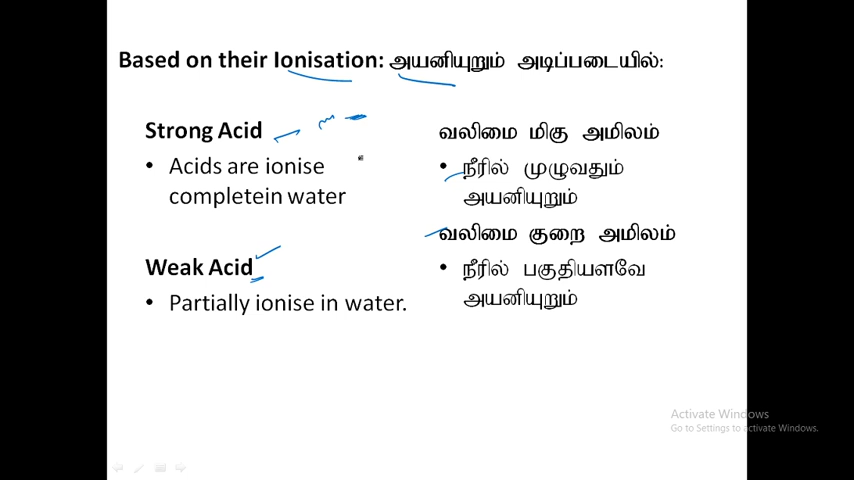 Based on their Ionisation: அயனியுறும் அடிப்படையில்:
Strong Acid
• Acids are ionise
completein water
Weak Acid
• Partially ionise in water.
வலிமை மிகு அமிலம்
• நீரில் முழுவதும்
அயனியுறும்
வலிமை குறை அமிலம்
• நீரில் பகுதியளவே
அயனியுறும்
Activate Windows
Go to Settings to activate Windows.